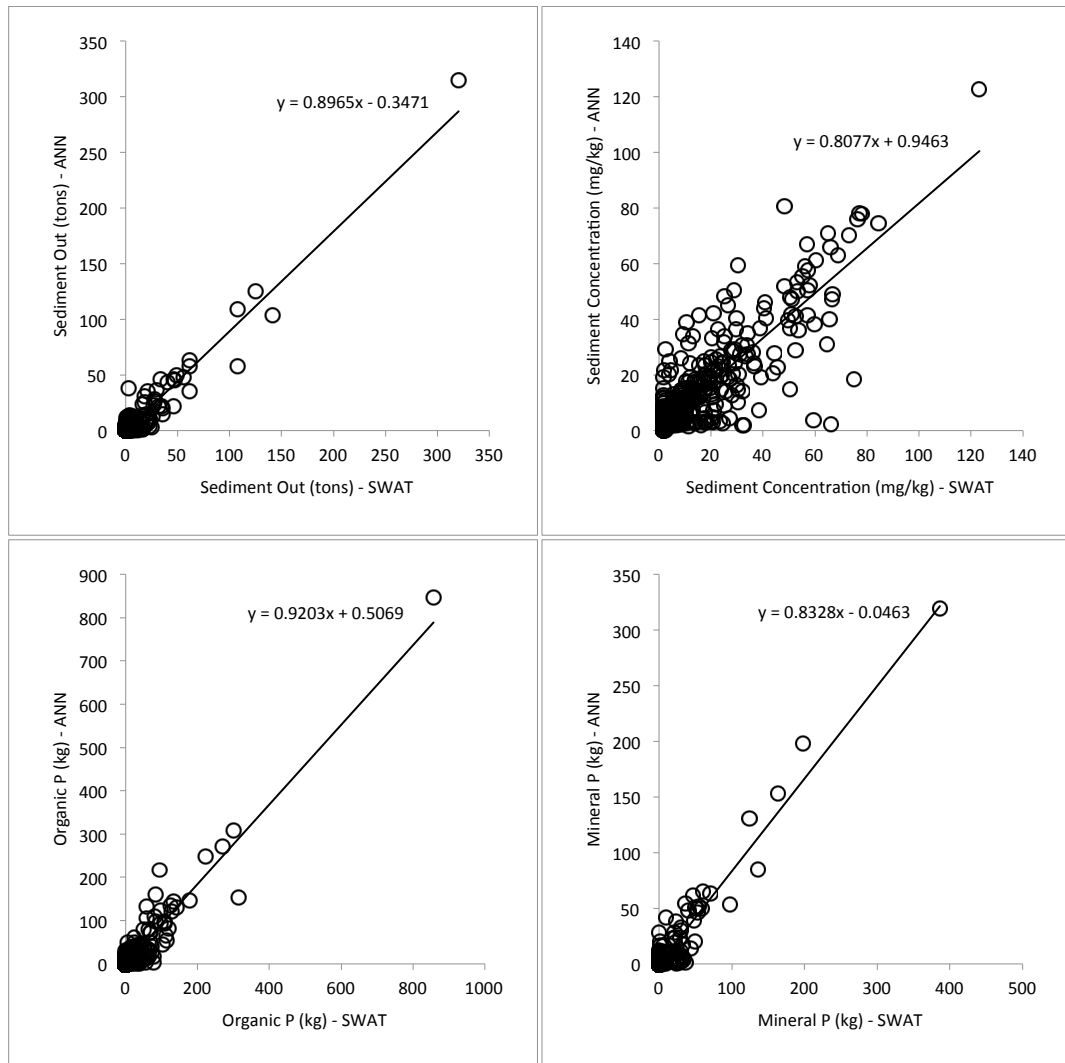 350
300
250
200
150
100
50
0
Sediment Out (tons) - ANN
y = 0.8965x - 0.3471
0 50 100 150 200 250 300 350
Sediment Out (tons) - SWAT
140
120
100
80
60
40
20
0
Sediment Concentration (mg/kg) - ANN
y = 0.8077x + 0.9463
0 20 40 60 80 100 120 140
Sediment Concentration (mg/kg) - SWAT
900
800
700
600
500
400
300
200
100
0
Organic P (kg) - ANN
y = 0.9203x + 0.5069
0 200 400 600 800 1000
Organic P (kg) - SWAT
350
300
250
200
150
100
50
0
Mineral P (kg) - ANN
y = 0.8328x - 0.0463
0 100 200 300 400 500
Mineral P (kg) - SWAT